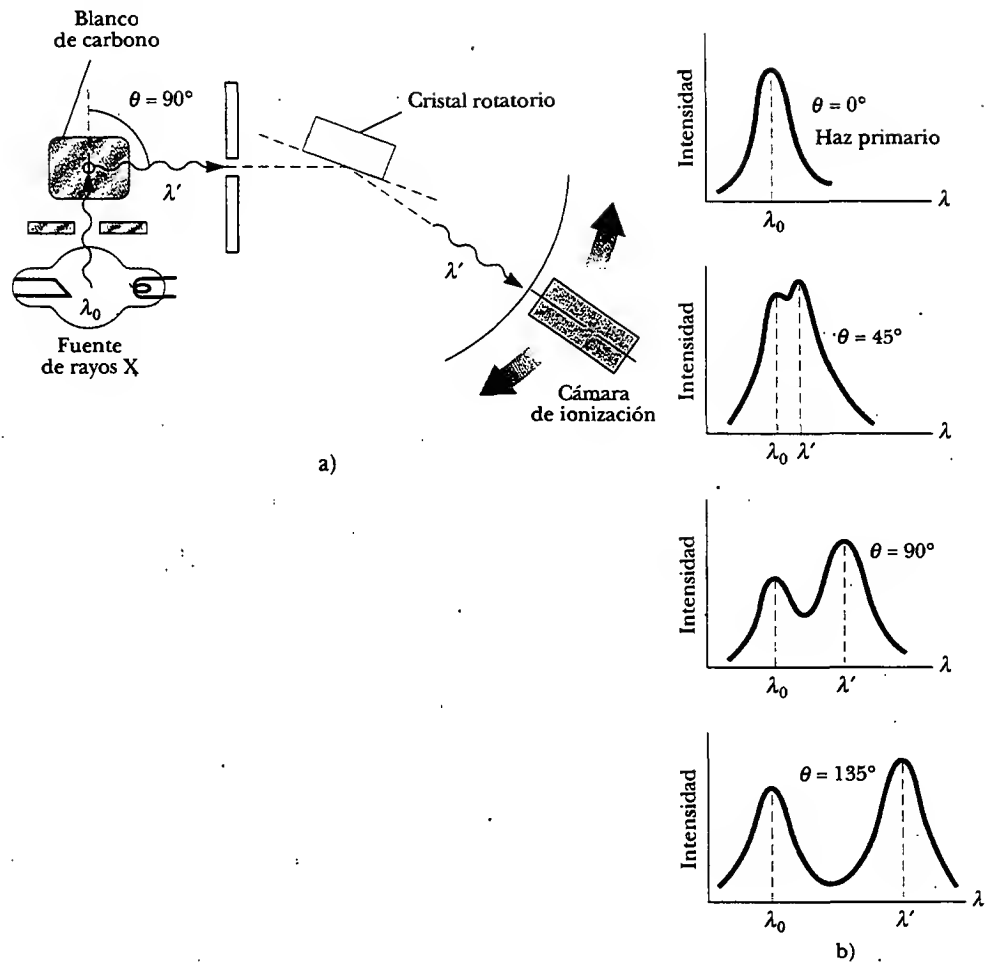 Blanco
de carbono
θ = 90°
λ′
λ₀
Fuente
de rayos X
Cristal rotatorio
λ′
Cámara
de ionización
a)
Intensidad
θ = 0°
Haz primario
λ
λ₀
Intensidad
θ = 45°
λ
λ₀ λ′
Intensidad
θ = 90°
λ
λ₀ λ′
Intensidad
θ = 135°
λ
λ₀ λ′
b)